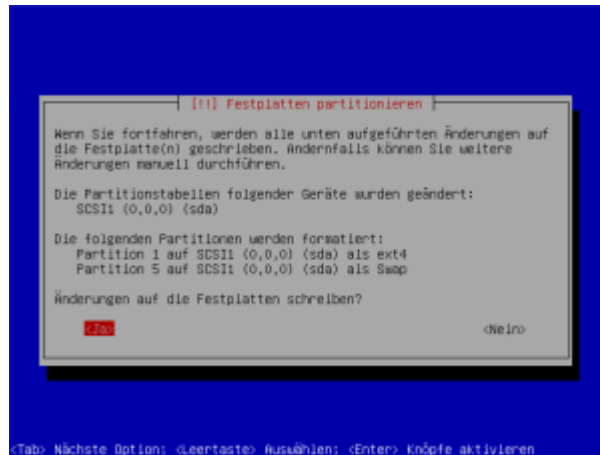 [!!] Festplatten partitionieren
Wenn Sie fortfahren, werden alle unten aufgeführten Änderungen auf
die Festplatte(n) geschrieben. Andernfalls können Sie weitere
Änderungen manuell durchführen.
Die Partitionstabellen folgender Geräte wurden geändert:
SCSI1 (0,0,0) (sda)
Die folgenden Partitionen werden formatiert:
Partition 1 auf SCSI1 (0,0,0) (sda) als ext4
Partition 5 auf SCSI1 (0,0,0) (sda) als Swap
Änderungen auf die Festplatten schreiben?
<Ja> <Nein>
<Tab> Nächste Option; <Leertaste> Auswählen; <Enter> Knöpfe aktivieren